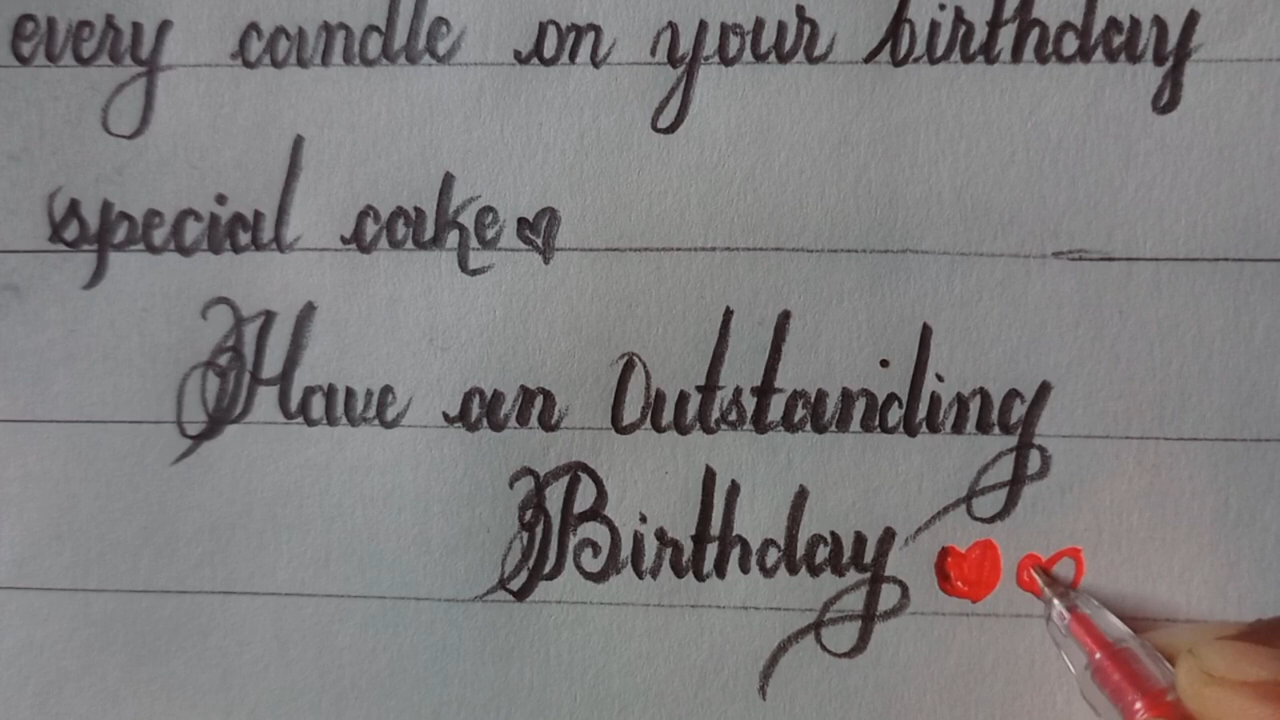 every candle on your birthday
special cake
Have an Outstanding
Birthday